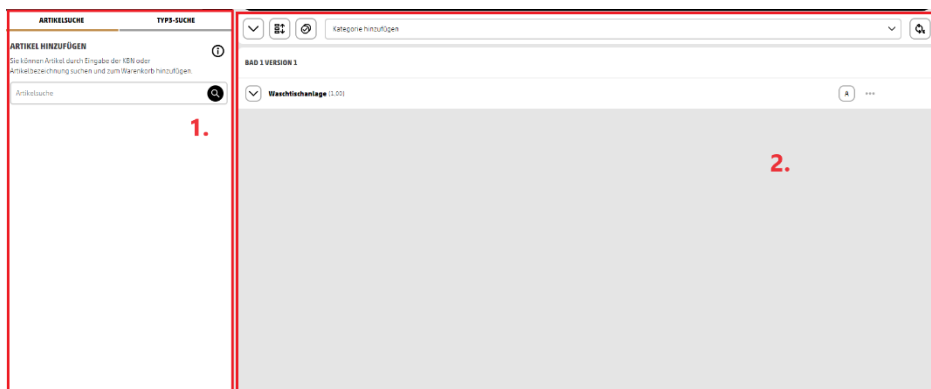 ARTIKELSUCHE
TYP3-SUCHE
ARTIKEL HINZUFÜGEN
Sie können Artikel durch Eingabe der KBN oder
Artikelbezeichnung suchen und zum Warenkorb hinzufügen.
Artikelsuche
1.
Kategorie hinzufügen
BAD 1 VERSION 1
Waschtischanlage (1,00)
A
2.